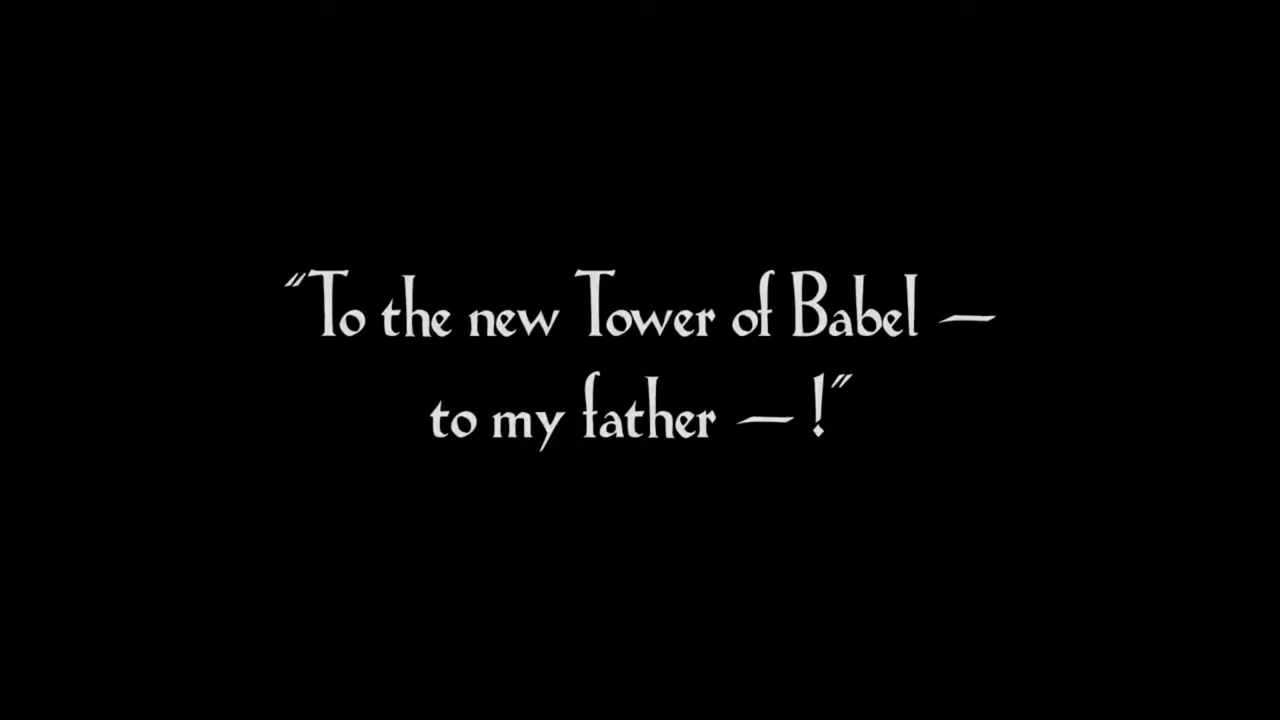 "To the new Tower of Babel —
to my father — !"